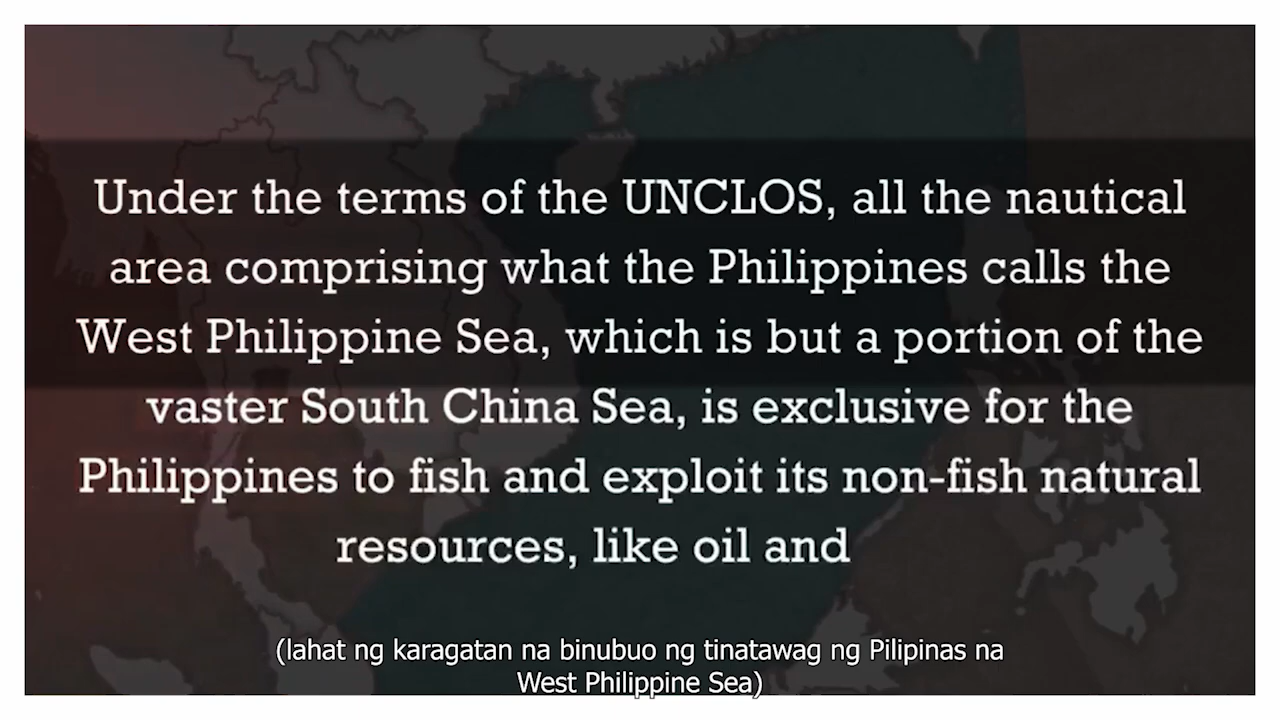 Under the terms of the UNCLOS, all the nautical
area comprising what the Philippines calls the
West Philippine Sea, which is but a portion of the
vaster South China Sea, is exclusive for the
Philippines to fish and exploit its non-fish natural
resources, like oil and
(lahat ng karagatan na binubuo ng tinatawag ng Pilipinas na
West Philippine Sea)